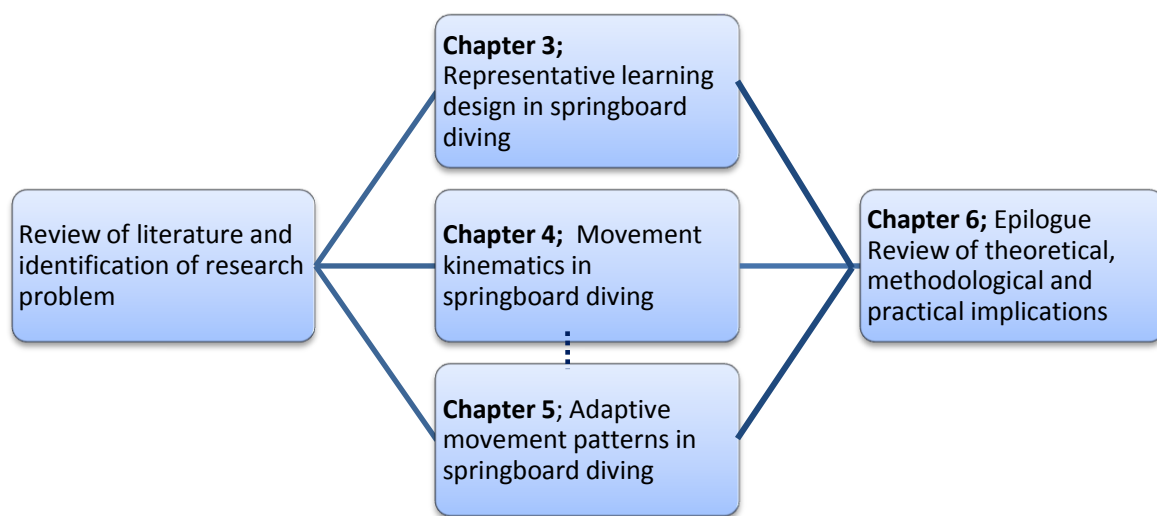 Chapter 3;
Representative learning
design in springboard
diving
Review of literature and
identification of research
problem
Chapter 4; Movement
kinematics in
springboard diving
Chapter 5; Adaptive
movement patterns in
springboard diving
Chapter 6; Epilogue
Review of theoretical,
methodological and
practical implications